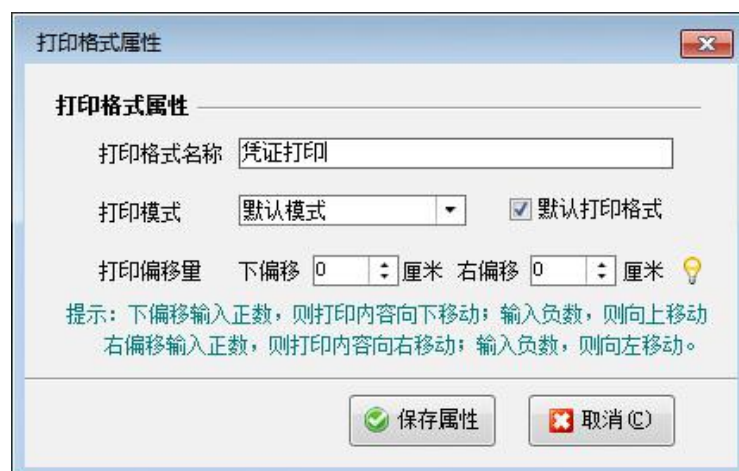 打印格式属性
打印格式属性
打印格式名称 凭证打印
打印模式 默认模式 默认打印格式
打印偏移量 下偏移 0 厘米 右偏移 0 厘米
提示：下偏移输入正数，则打印内容向下移动；输入负数，则向上移动
右偏移输入正数，则打印内容向右移动；输入负数，则向左移动。
保存属性 取消(C)